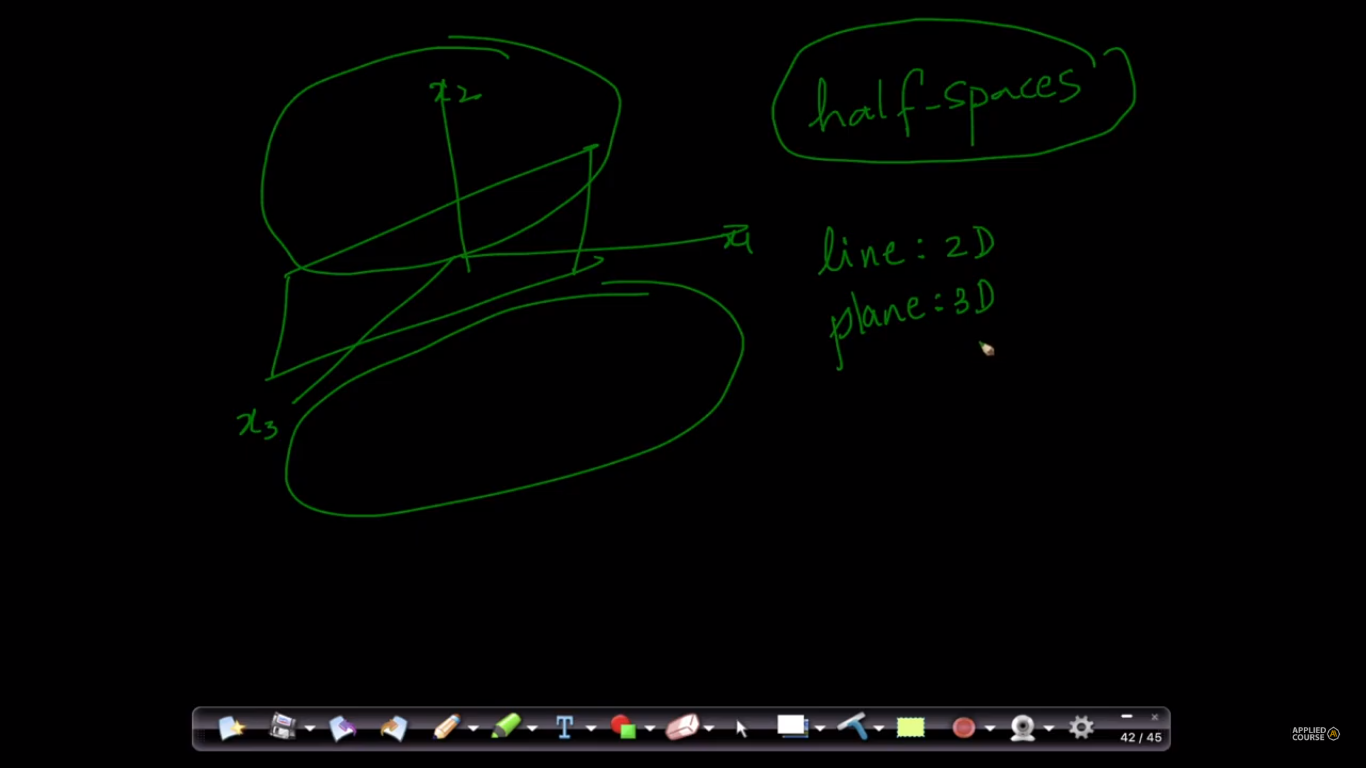 half-spaces
x2
x1
line: 2D
plane: 3D
x3
42 / 45
APPLIED
COURSE